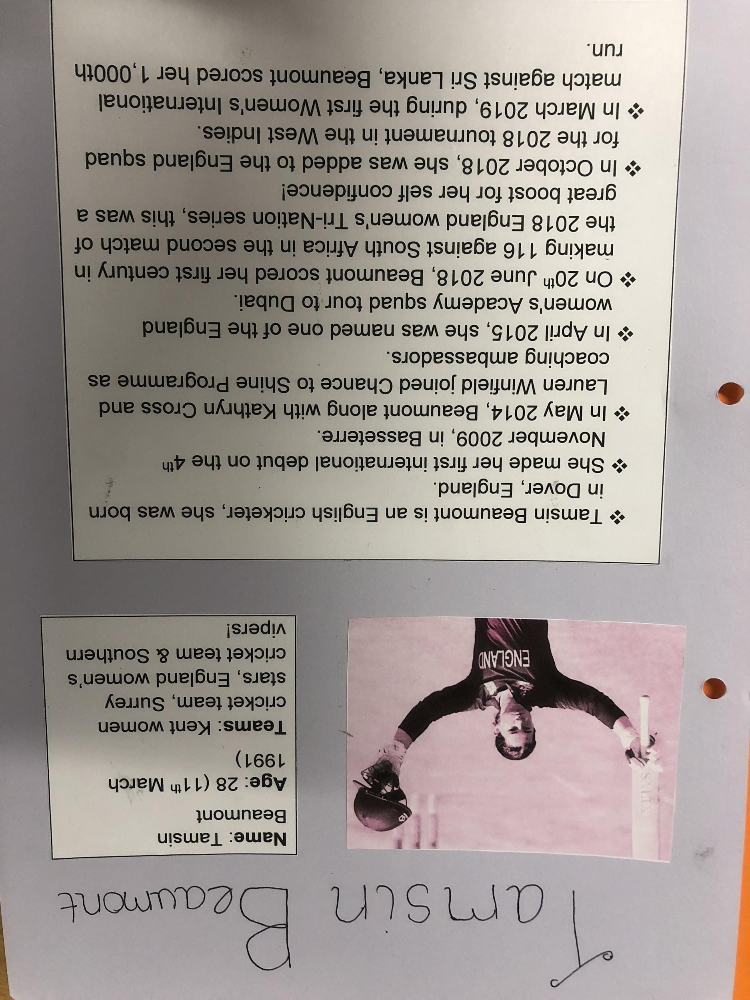 Tamsin Beaumont
ENGLAND
Name: Tamsin
Beaumont
Age: 28 (11th March
1991)
Teams: Kent women
cricket team, Surrey
stars, England women's
cricket team & Southern
vipers!
❖ Tamsin Beaumont is an English cricketer, she was born
in Dover, England.
❖ She made her first international debut on the 4th
November 2009, in Basseterre.
❖ In May 2014, Beaumont along with Kathryn Cross and
Lauren Winfield joined Chance to Shine Programme as
coaching ambassadors.
❖ In April 2015, she was named one of the England
women's Academy squad tour to Dubai.
❖ On 20th June 2018, Beaumont scored her first century in
making 116 against South Africa in the second match of
the 2018 England women's Tri-Nation series, this was a
great boost for her self confidence!
❖ In October 2018, she was added to the England squad
for the 2018 tournament in the West Indies.
❖ In March 2019, during the first Women's International
match against Sri Lanka, Beaumont scored her 1,000th
run.